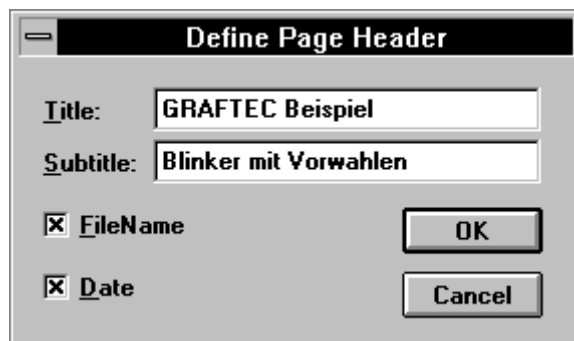 Define Page Header
Title: GRAFTEC Beispiel
Subtitle: Blinker mit Vorwahlen
FileName OK
Date Cancel